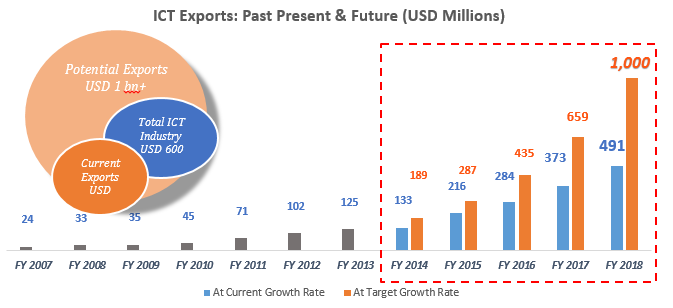 ICT Exports: Past Present & Future (USD Millions)
Potential Exports
USD 1 bn+
Total ICT
Industry
USD 600
Current
Exports
USD
24 33 35 45 71 102 125 133 189 216 287 284 435 373 659 491 1,000
FY 2007 FY 2008 FY 2009 FY 2010 FY 2011 FY 2012 FY 2013 FY 2014 FY 2015 FY 2016 FY 2017 FY 2018
At Current Growth Rate At Target Growth Rate